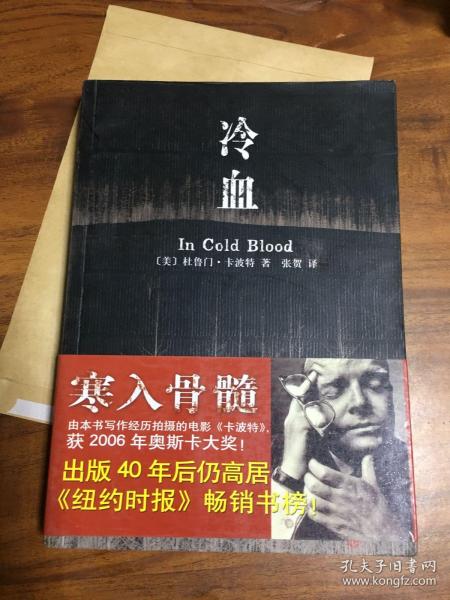 冷
血
In Cold Blood
〔美〕杜鲁门·卡波特 著 张贺 译
寒入骨髓
由本书写作经历拍摄的电影《卡波特》,
获 2006 年奥斯卡大奖!
出版 40 年后仍高居
《纽约时报》畅销书榜!
孔夫子旧书网
www.kongfz.com